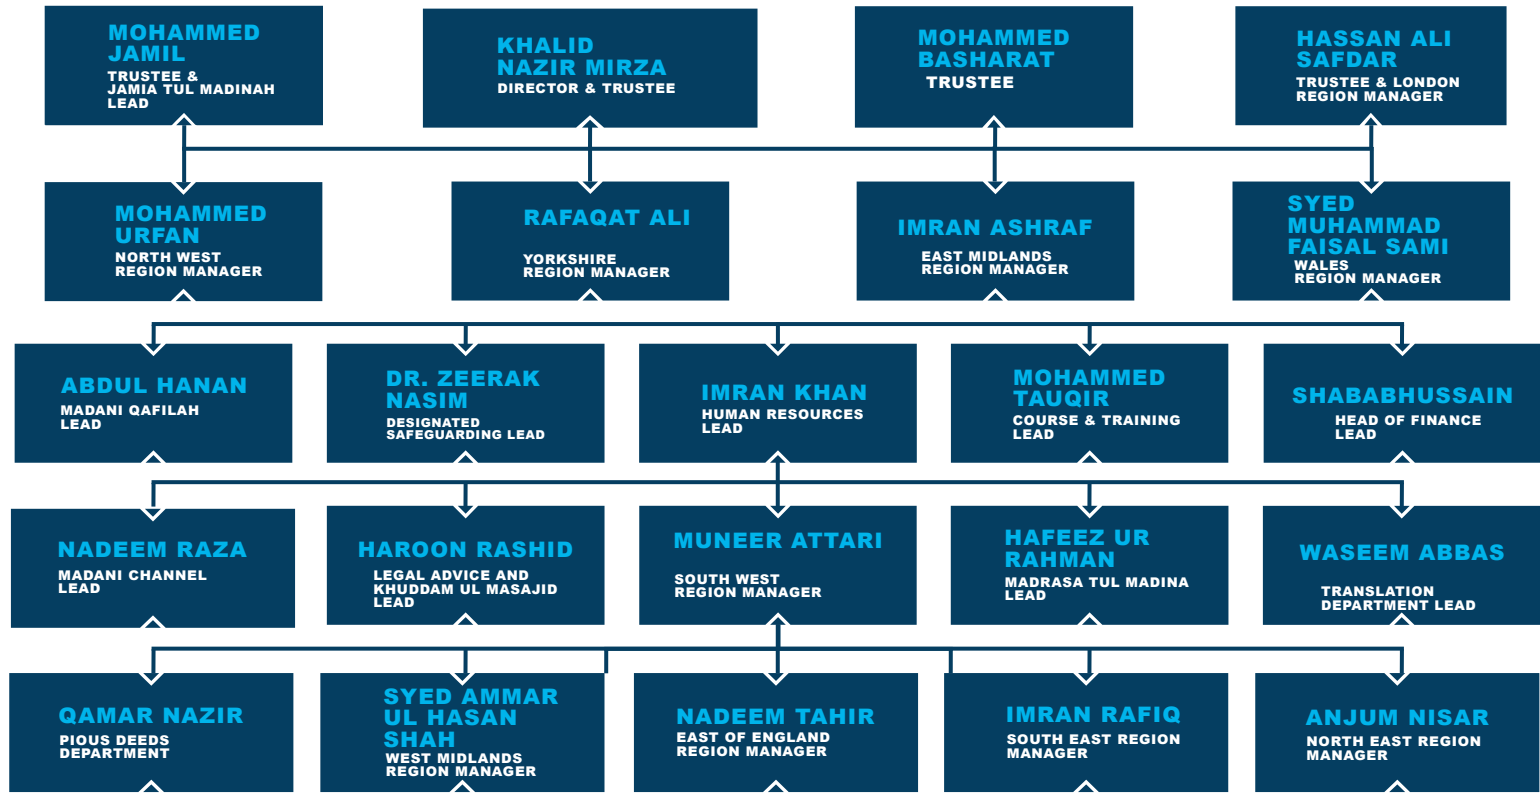 MOHAMMED
JAMIL
TRUSTEE &
JAMIA TUL MADINAH
LEAD
KHALID
NAZIR MIRZA
DIRECTOR & TRUSTEE
MOHAMMED
BASHARAT
TRUSTEE
HASSAN ALI
SAFDAR
TRUSTEE & LONDON
REGION MANAGER
MOHAMMED
URFAN
NORTH WEST
REGION MANAGER
RAFAQAT ALI
YORKSHIRE
REGION MANAGER
IMRAN ASHRAF
EAST MIDLANDS
REGION MANAGER
SYED
MUHAMMAD
FAISAL SAMI
WALES
REGION MANAGER
ABDUL HANAN
MADANI QAFILAH
LEAD
DR. ZEERAK
NASIM
DESIGNATED
SAFEGUARDING LEAD
IMRAN KHAN
HUMAN RESOURCES
LEAD
MOHAMMED
TAUQIR
COURSE & TRAINING
LEAD
SHABABHUSSAIN
HEAD OF FINANCE
LEAD
NADEEM RAZA
MADANI CHANNEL
LEAD
HAROON RASHID
LEGAL ADVICE AND
KHUDDAM UL MASAJID
LEAD
MUNEER ATTARI
SOUTH WEST
REGION MANAGER
HAFEEZ UR
RAHMAN
MADRASA TUL MADINA
LEAD
WASEEM ABBAS
TRANSLATION
DEPARTMENT LEAD
QAMAR NAZIR
PIOUS DEEDS
DEPARTMENT
SYED AMMAR
UL HASAN
SHAH
WEST MIDLANDS
REGION MANAGER
NADEEM TAHIR
EAST OF ENGLAND
REGION MANAGER
IMRAN RAFIQ
SOUTH EAST REGION
MANAGER
ANJUM NISAR
NORTH EAST REGION
MANAGER